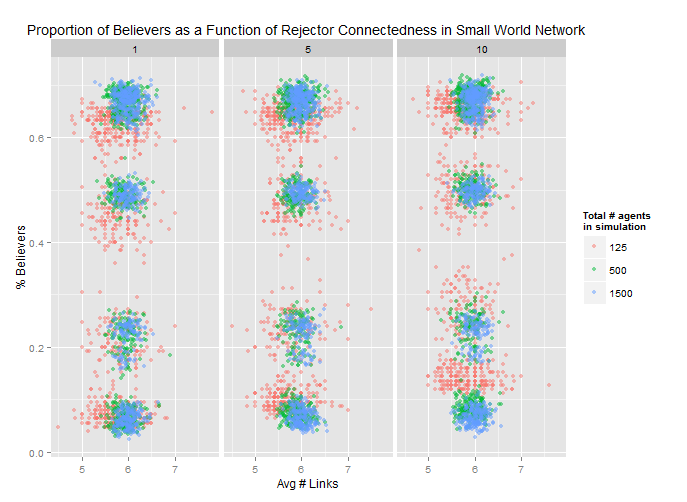 Proportion of Believers as a Function of Rejector Connectedness in Small World Network
1 5 10
% Believers
0.6
0.4
0.2
0.0
5 6 7 5 6 7 5 6 7
Avg # Links
Total # agents
in simulation
125
500
1500